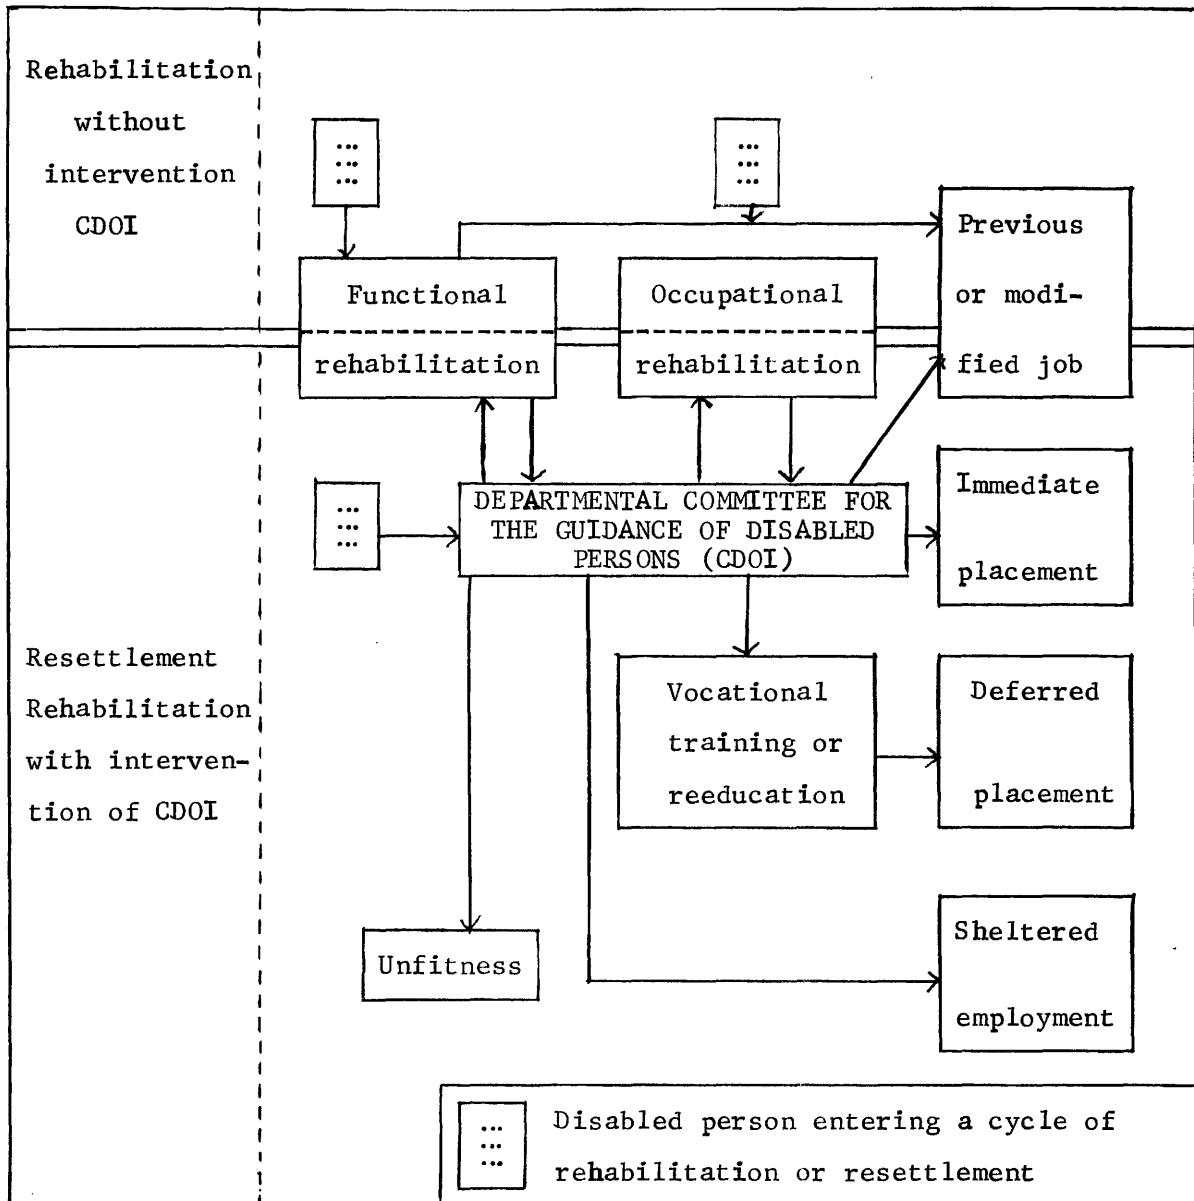 Rehabilitation
without
intervention
CDOI
Functional
rehabilitation
Occupational
rehabilitation
Previous
or modi-
fied job
DEPARTMENTAL COMMITTEE FOR
THE GUIDANCE OF DISABLED
PERSONS (CDOI)
Immediate
placement
Resettlement
Rehabilitation
with interven-
tion of CDOI
Vocational
training or
reeducation
Deferred
placement
Unfitness
Sheltered
employment
Disabled person entering a cycle of
rehabilitation or resettlement